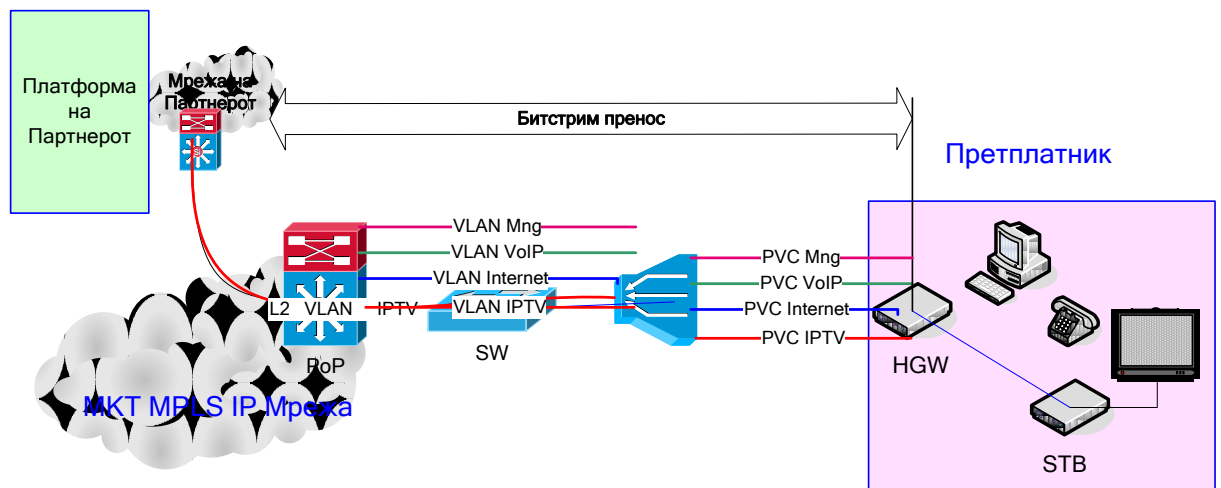 Платформа
на
Партнерот
Мрежа на
Партнерот
Битстрим пренос
Претплатник
VLAN Mng
VLAN VoIP
VLAN Internet
L2 VLAN IPTV
VLAN IPTV
SW
PoP
МКТ MPLS IP Мрежа
PVC Mng
PVC VoIP
PVC Internet
PVC IPTV
HGW
STB